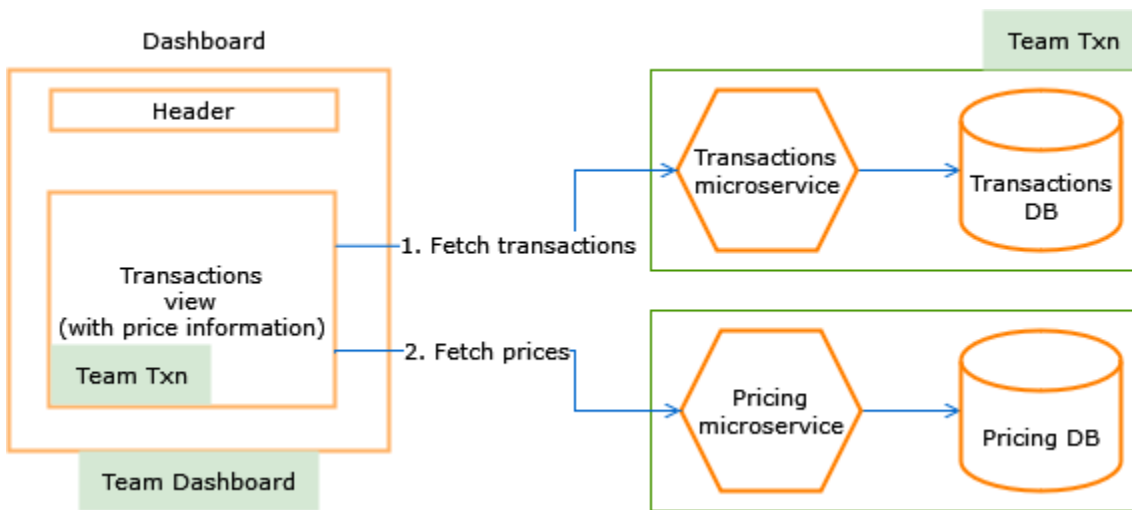 Dashboard
Team Txn
Header
Transactions
microservice
Transactions
DB
1. Fetch transactions
Transactions
view
(with price information)
Team Txn
2. Fetch prices
Pricing
microservice
Pricing DB
Team Dashboard